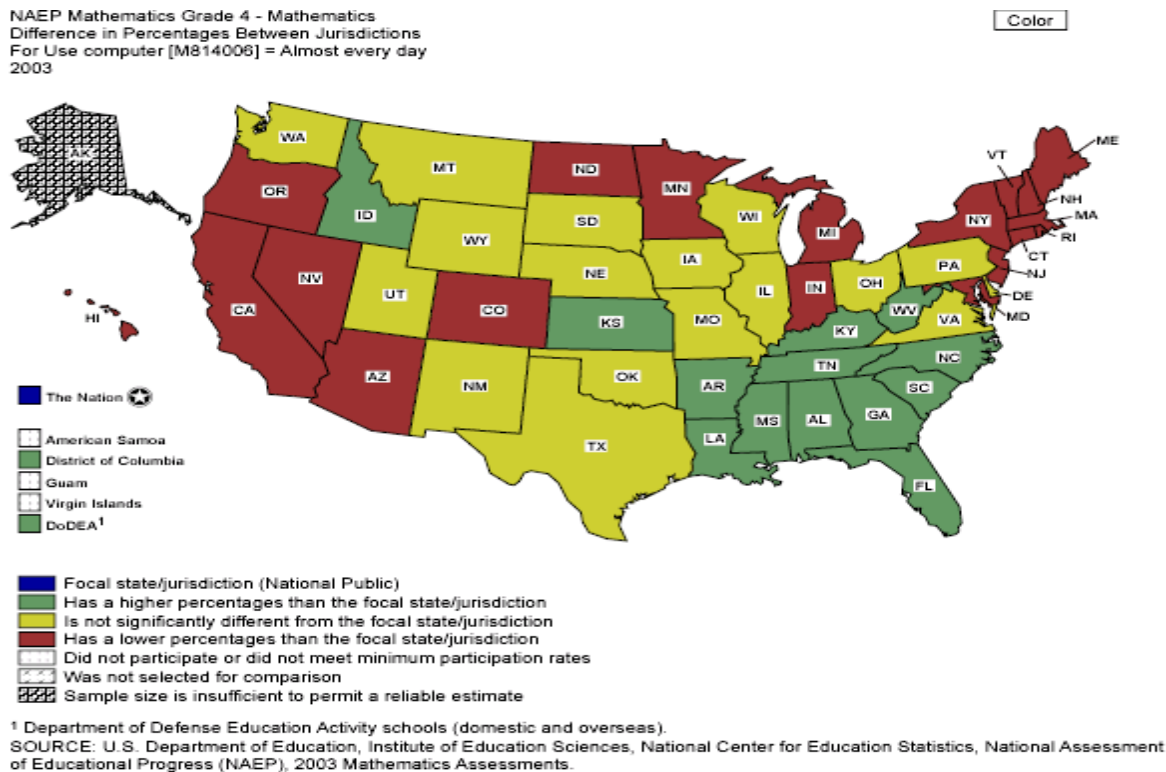 NAEP Mathematics Grade 4 - Mathematics
Difference in Percentages Between Jurisdictions
For Use computer [M814006] = Almost every day
2003
Color
AK
WA
MT
ND
MN
VT
ME
OR
ID
SD
WI
MI
NY
NH
MA
RI
WY
CT
NV
NE
IA
PA
NJ
UT
IL
IN
OH
DE
HI
CA
CO
KS
MO
KY
WV
VA
MD
AZ
NM
OK
TN
NC
AR
SC
The Nation
MS
AL
GA
LA
TX
American Samoa
District of Columbia
Guam
FL
Virgin Islands
DoDEA¹
Focal state/jurisdiction (National Public)
Has a higher percentages than the focal state/jurisdiction
Is not significantly different from the focal state/jurisdiction
Has a lower percentages than the focal state/jurisdiction
Did not participate or did not meet minimum participation rates
Was not selected for comparison
Sample size is insufficient to permit a reliable estimate
¹ Department of Defense Education Activity schools (domestic and overseas).
SOURCE: U.S. Department of Education, Institute of Education Sciences, National Center for Education Statistics, National Assessment
of Educational Progress (NAEP), 2003 Mathematics Assessments.